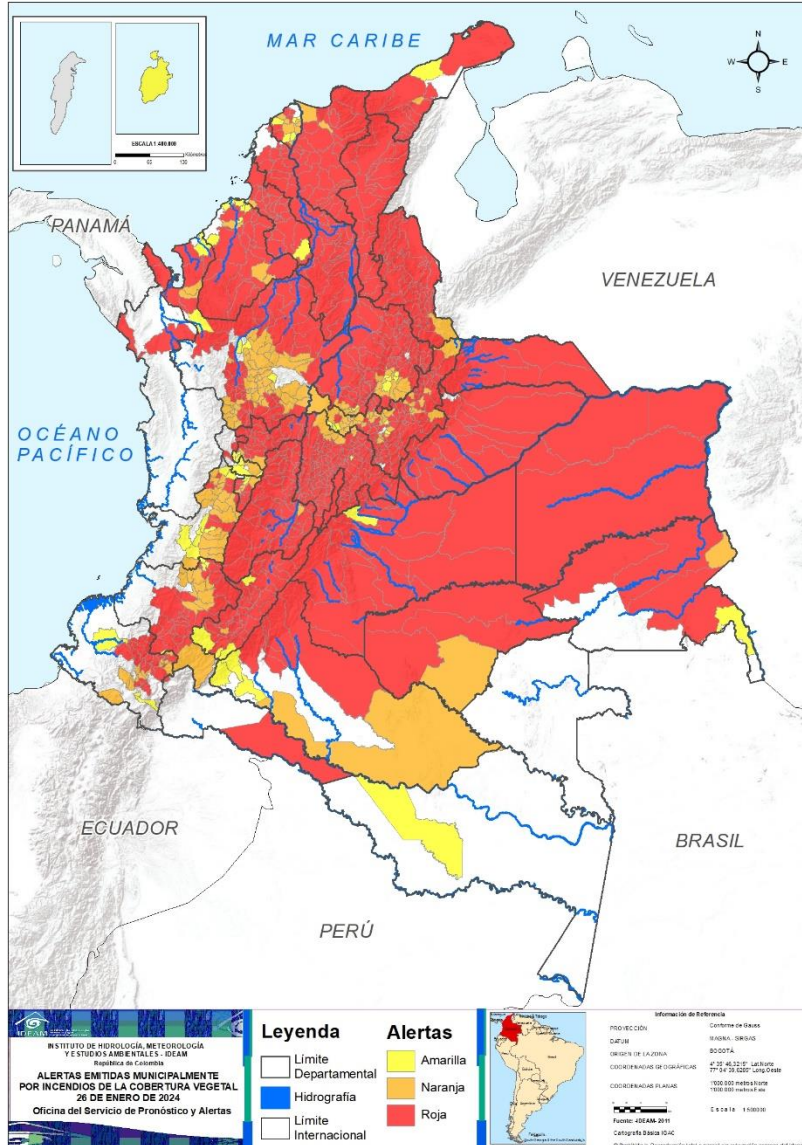 MAR CARIBE
N
W
E
S
ESCALA 1:400.000
PANAMÁ
VENEZUELA
OCÉANO
PACÍFICO
ECUADOR
BRASIL
PERÚ
IDEAM
INSTITUTO DE HIDROLOGÍA, METEOROLOGÍA
Y ESTUDIOS AMBIENTALES - IDEAM
República de Colombia
ALERTAS EMITIDAS MUNICIPALMENTE
POR INCENDIOS DE LA COBERTURA VEGETAL
26 DE ENERO DE 2024
Oficina del Servicio de Pronóstico y Alertas
Leyenda
Límite
Departamental
Hidrografía
Límite
Internacional
Alertas
Amarilla
Naranja
Roja
Información de Referencia
PROYECCIÓN Conforme de Gauss
DATUM MAGNA - SIRGAS
ORIGEN DE LA ZONA BOGOTÁ
COORDENADAS GEOGRÁFICAS
COORDENADAS PLANAS
Fuente: IDEAM- 2011
Cartografía Básica IGAC